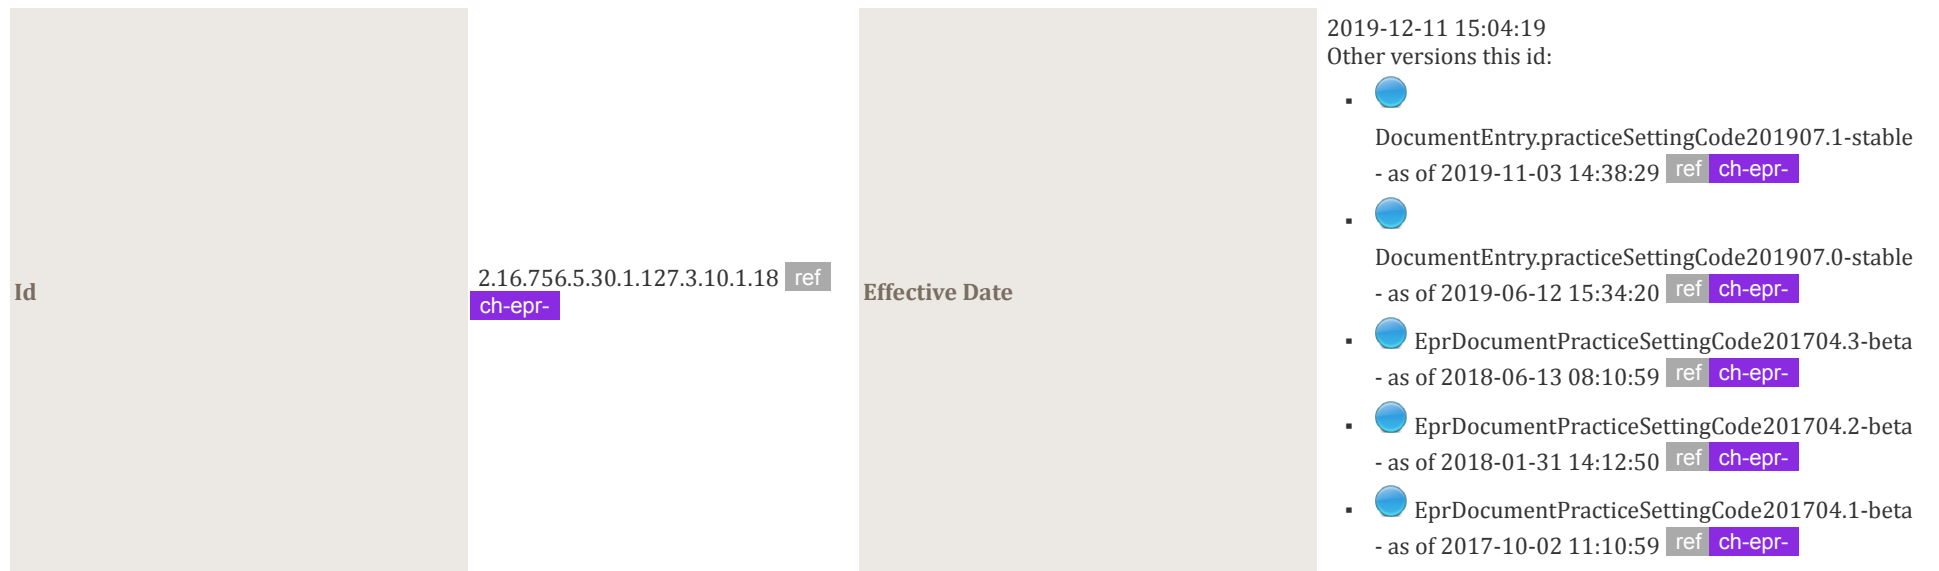 Id
2.16.756.5.30.1.127.3.10.1.18 ref
ch-epr-
Effective Date
2019-12-11 15:04:19
Other versions this id:
DocumentEntry.practiceSettingCode201907.1-stable
- as of 2019-11-03 14:38:29 ref ch-epr-
DocumentEntry.practiceSettingCode201907.0-stable
- as of 2019-06-12 15:34:20 ref ch-epr-
EprDocumentPracticeSettingCode201704.3-beta
- as of 2018-06-13 08:10:59 ref ch-epr-
EprDocumentPracticeSettingCode201704.2-beta
- as of 2018-01-31 14:12:50 ref ch-epr-
EprDocumentPracticeSettingCode201704.1-beta
- as of 2017-10-02 11:10:59 ref ch-epr-